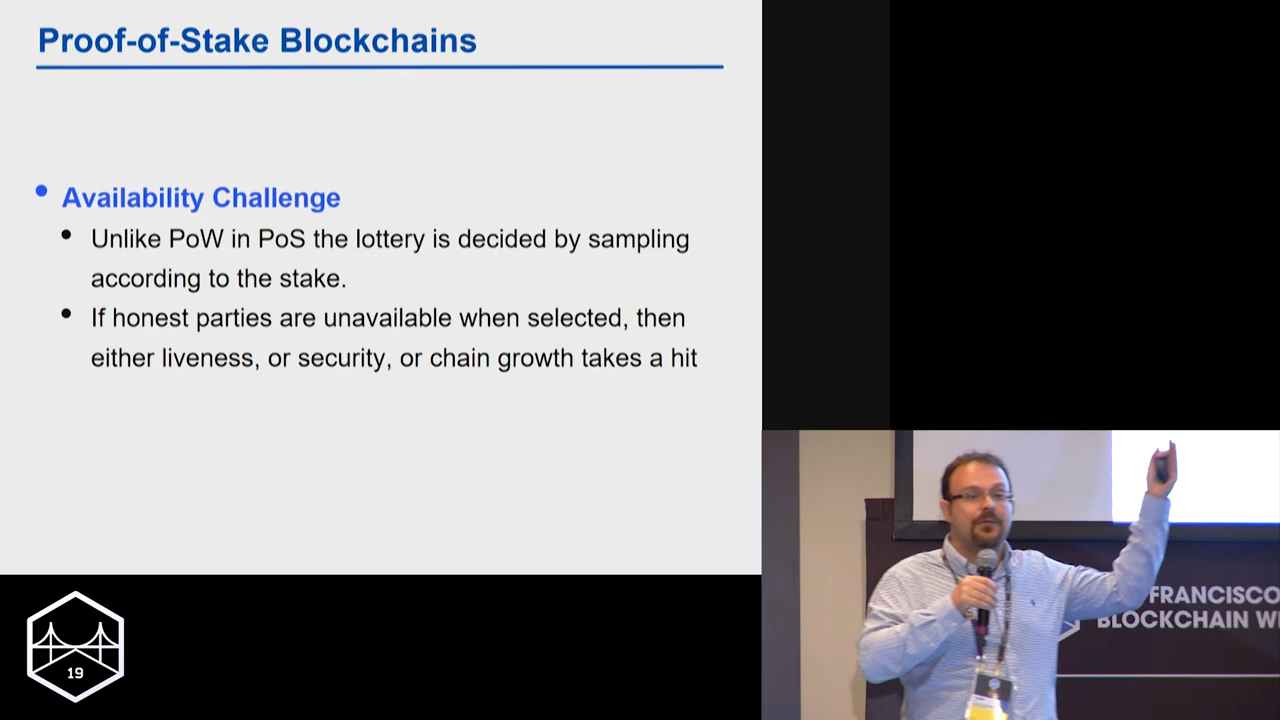 Proof-of-Stake Blockchains
Availability Challenge
Unlike PoW in PoS the lottery is decided by sampling
according to the stake.
If honest parties are unavailable when selected, then
either liveness, or security, or chain growth takes a hit
19
FRANCISCO
BLOCKCHAIN